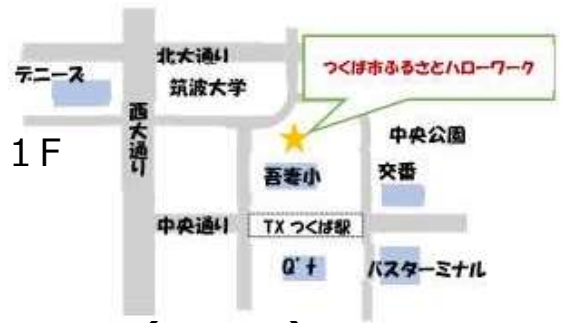 北大通り
つくば市ふるさとハローワーク
デニーズ
筑波大学
西大通り
中央公園
1F
吾妻小
交番
中央通り
TX つくば駅
Q't
バスターミナル